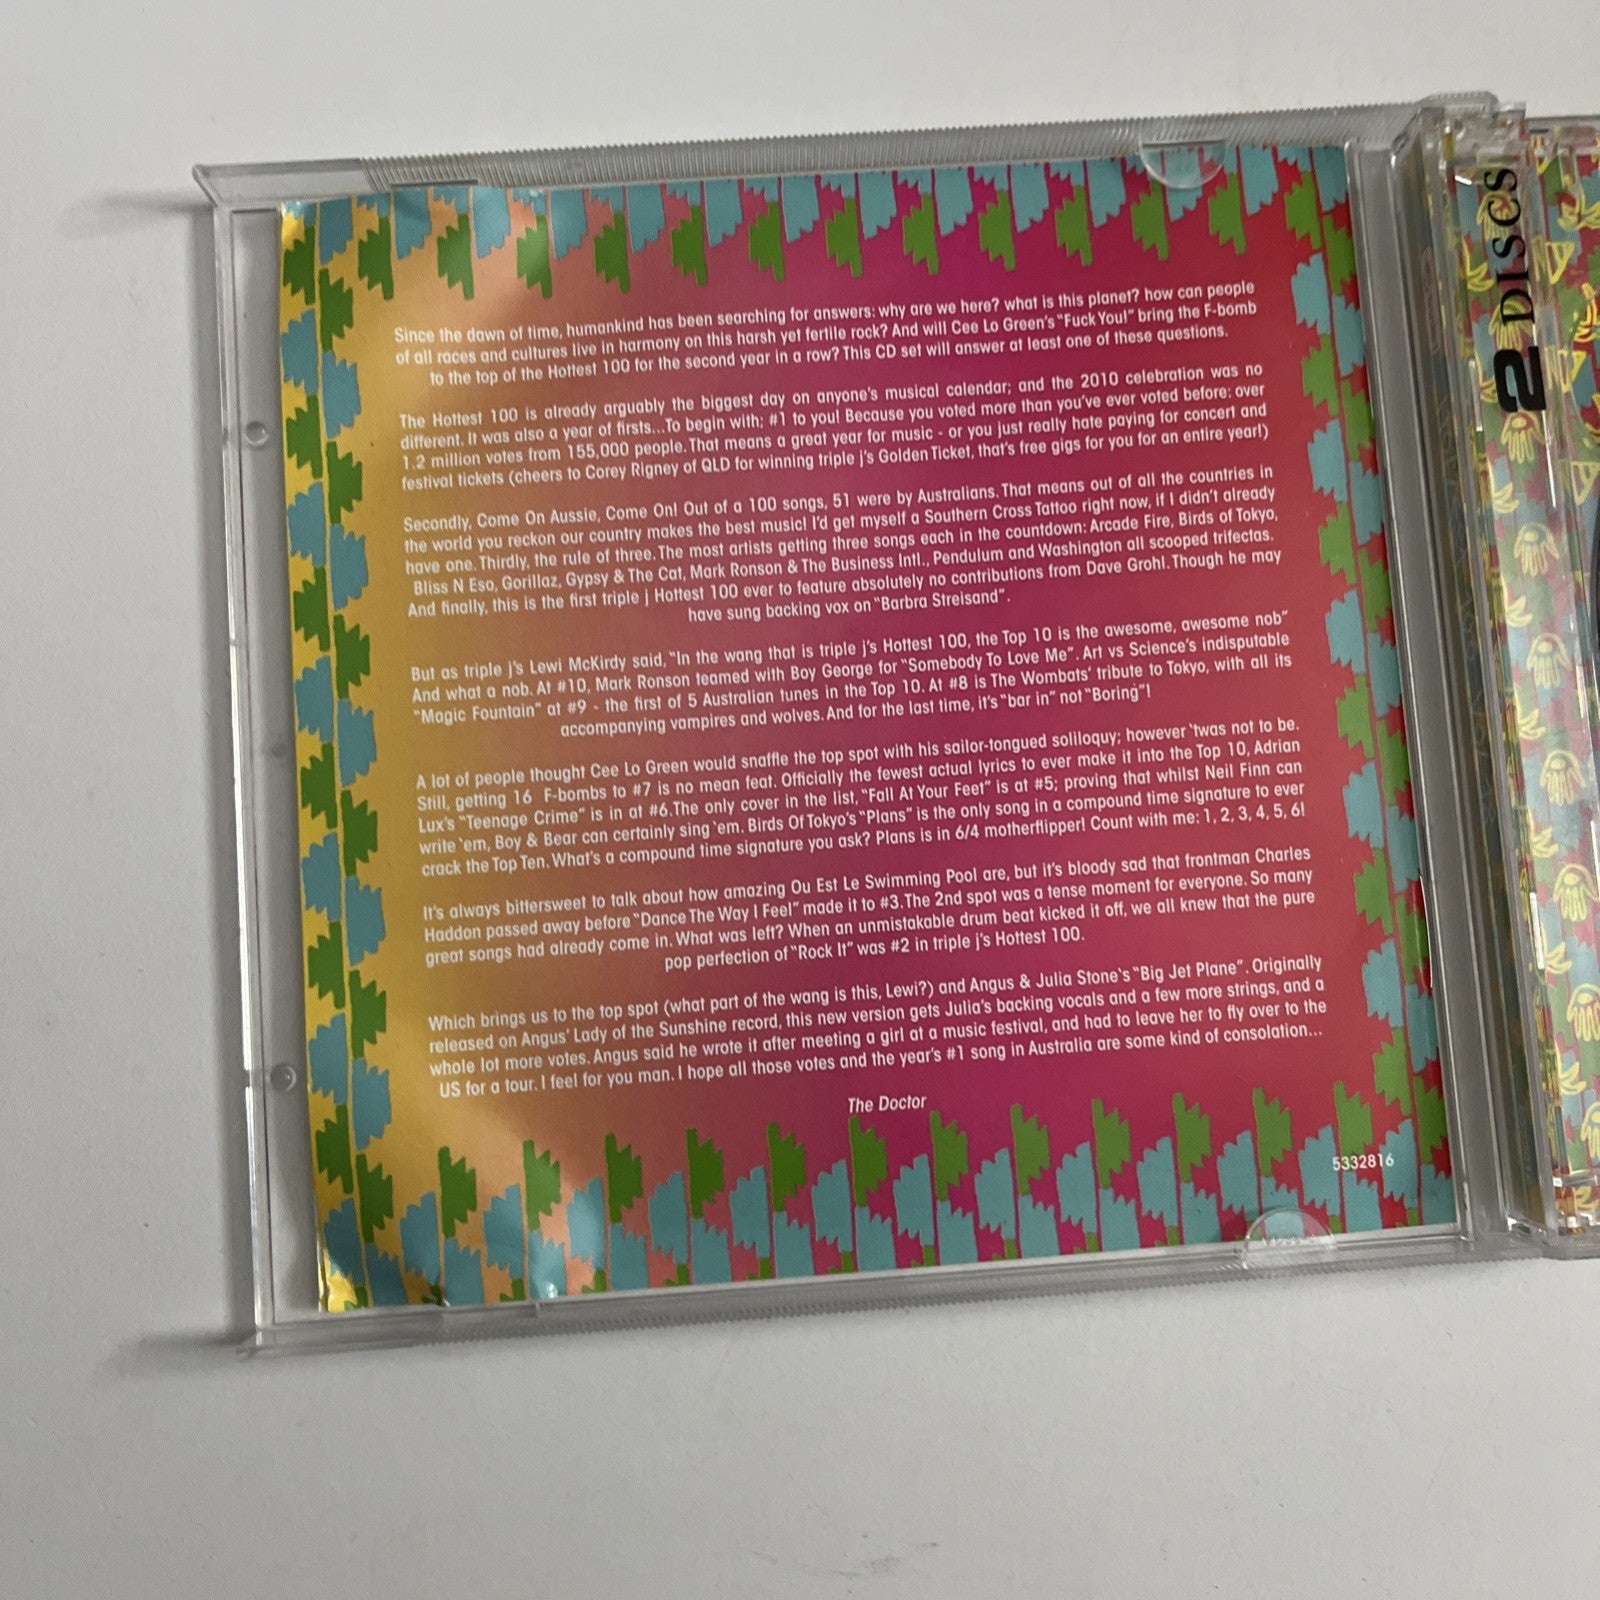 Since the dawn of time, humankind has been searching for answers: why are we here? what is this planet? how can people
of all races and cultures live in harmony on this harsh yet fertile rock? And will Cee Lo Green's "Fuck You!" bring the F-bomb
to the top of the Hottest 100 for the second year in a row? This CD set will answer at least one of these questions.
The Hottest 100 is already arguably the biggest day on anyone's musical calendar; and the 2010 celebration was no
different. It was also a year of firsts...To begin with; #1 to you! Because you voted more than you've ever voted before: over
1.2 million votes from 155,000 people. That means a great year for music - or you just really hate paying for concert and
festival tickets (cheers to Corey Rigney of QLD for winning triple j's Golden Ticket, that's free gigs for you for an entire year!)
Secondly, Come On Aussie, Come On! Out of a 100 songs, 51 were by Australians. That means out of all the countries in
the world you reckon our country makes the best music! I'd get myself a Southern Cross Tattoo right now, if I didn't already
have one. Thirdly, the rule of three. The most artists getting three songs each in the countdown: Arcade Fire, Birds of Tokyo,
Bliss N Eso, Gorillaz, Gypsy & The Cat, Mark Ronson & The Business Intl., Pendulum and Washington all scooped trifectas.
And finally, this is the first triple j Hottest 100 ever to feature absolutely no contributions from Dave Grohl. Though he may
have sung backing vox on "Barbra Streisand".
But as triple j's Lewi McKirdy said, "In the wang that is triple j's Hottest 100, the Top 10 is the awesome, awesome nob"
And what a nob. At #10, Mark Ronson teamed with Boy George for "Somebody To Love Me". Art vs Science's indisputable
"Magic Fountain" at #9 - the first of 5 Australian tunes in the Top 10. At #8 is The Wombats' tribute to Tokyo, with all its
accompanying vampires and wolves. And for the last time, it's "bar in" not "Boring"!
A lot of people thought Cee Lo Green would snaffle the top spot with his sailor-tongued soliloquy; however 'twas not to be.
Still, getting 16 F-bombs to #7 is no mean feat. Officially the fewest actual lyrics to ever make it into the Top 10, Adrian
Lux's "Teenage Crime" is in at #6. The only cover in the list, "Fall At Your Feet" is at #5; proving that whilst Neil Finn can
write 'em, Boy & Bear can certainly sing 'em. Birds Of Tokyo's "Plans" is the only song in a compound time signature to ever
crack the Top Ten. What's a compound time signature you ask? Plans is in 6/4 motherflipper! Count with me: 1, 2, 3, 4, 5, 6!
It's always bittersweet to talk about how amazing Ou Est Le Swimming Pool are, but it's bloody sad that frontman Charles
Haddon passed away before "Dance The Way I Feel" made it to #3. The 2nd spot was a tense moment for everyone. So many
great songs had already come in. What was left? When an unmistakable drum beat kicked it off, we all knew that the pure
pop perfection of "Rock It" was #2 in triple j's Hottest 100.
Which brings us to the top spot (what part of the wang is this, Lewi?) and Angus & Julia Stone's "Big Jet Plane". Originally
released on Angus' Lady of the Sunshine record, this new version gets Julia's backing vocals and a few more strings, and a
whole lot more votes. Angus said he wrote it after meeting a girl at a music festival, and had to leave her to fly over to the
US for a tour. I feel for you man. I hope all those votes and the year's #1 song in Australia are some kind of consolation...
The Doctor
5332816
2 DISCS